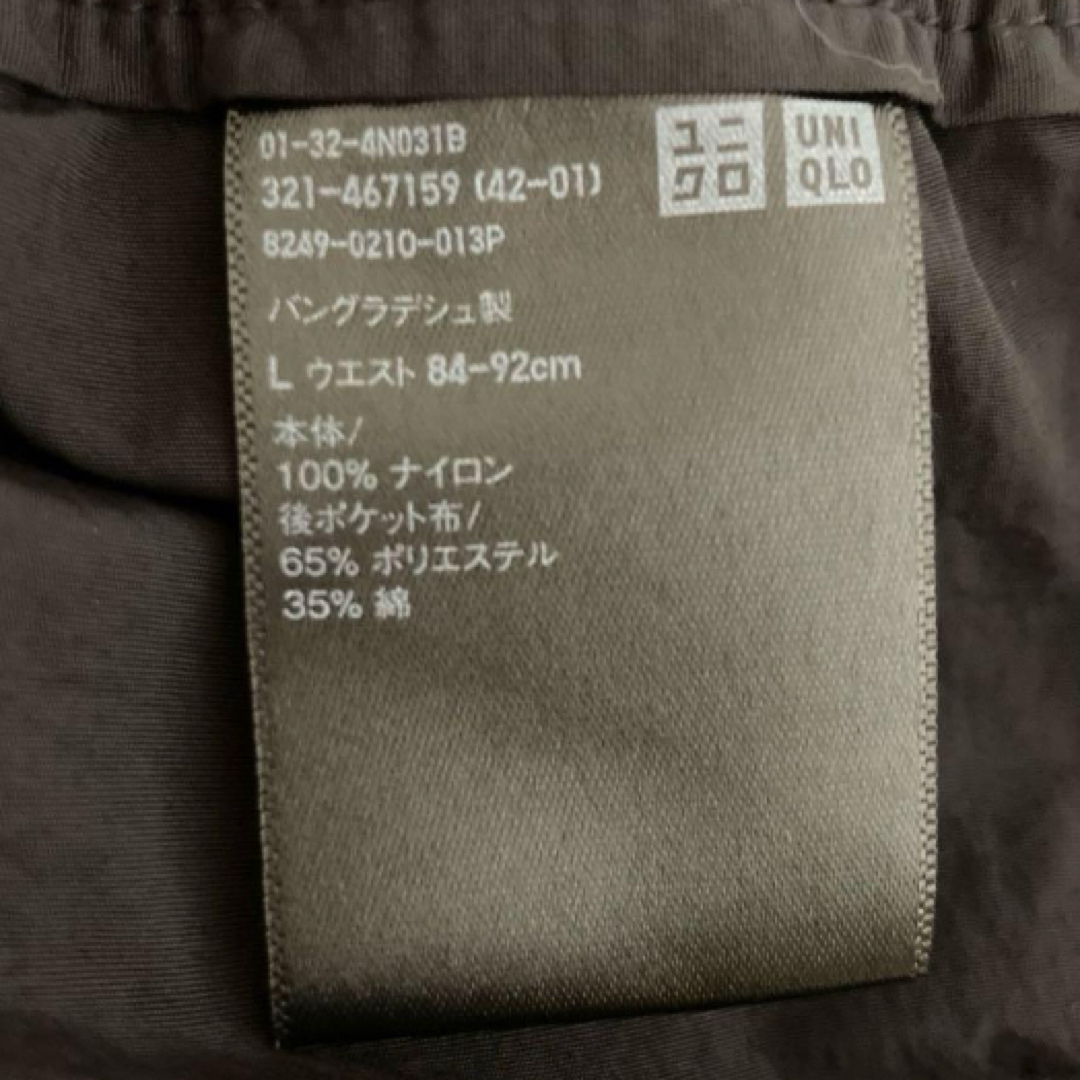 01-32-4N031B
321-467159 (42-01)
8249-0210-013P
ユニ
クロ
UNI
QLO
バングラデシュ製
L ウエスト 84-92cm
本体/
100% ナイロン
後ポケット布/
65% ポリエステル
35% 綿